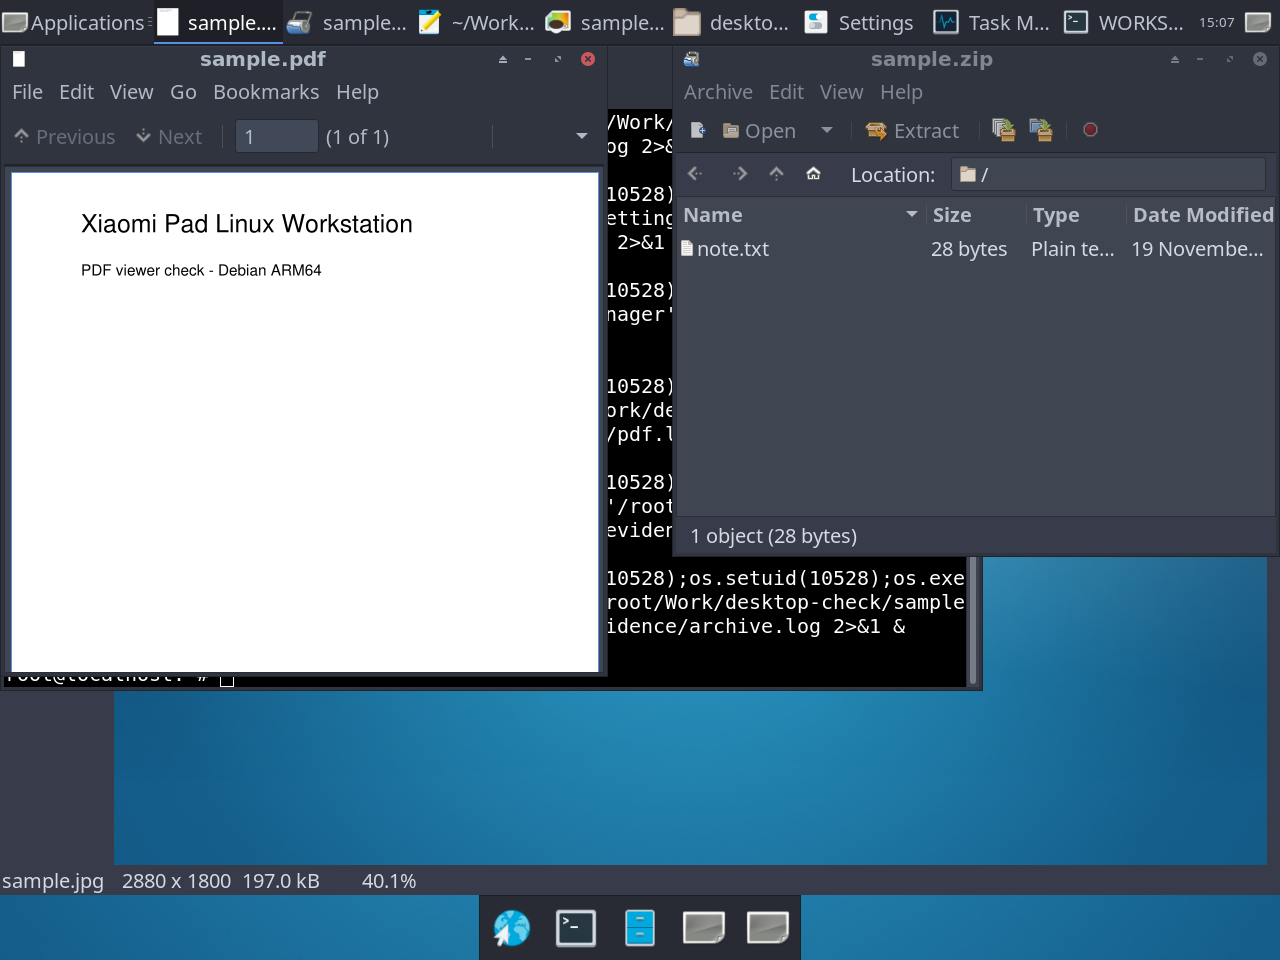 Applications
sample....
sample...
~/Work...
sample...
deskto...
Settings
Task M...
WORKS...
15:07
sample.pdf
File Edit View Go Bookmarks Help
Previous Next 1 (1 of 1)
Xiaomi Pad Linux Workstation
PDF viewer check - Debian ARM64
sample.zip
Archive Edit View Help
Open Extract
Location: /
Name Size Type Date Modified
note.txt 28 bytes Plain te... 19 Novembe...
1 object (28 bytes)
/Work/
og 2>&
10528)
etting
2>&1
10528)
nager'
10528)
ork/de
/pdf.l
10528)
'/root
eviden
10528);os.setuid(10528);os.exe
root/Work/desktop-check/sample
idence/archive.log 2>&1 &
sample.jpg 2880 x 1800 197.0 kB 40.1%